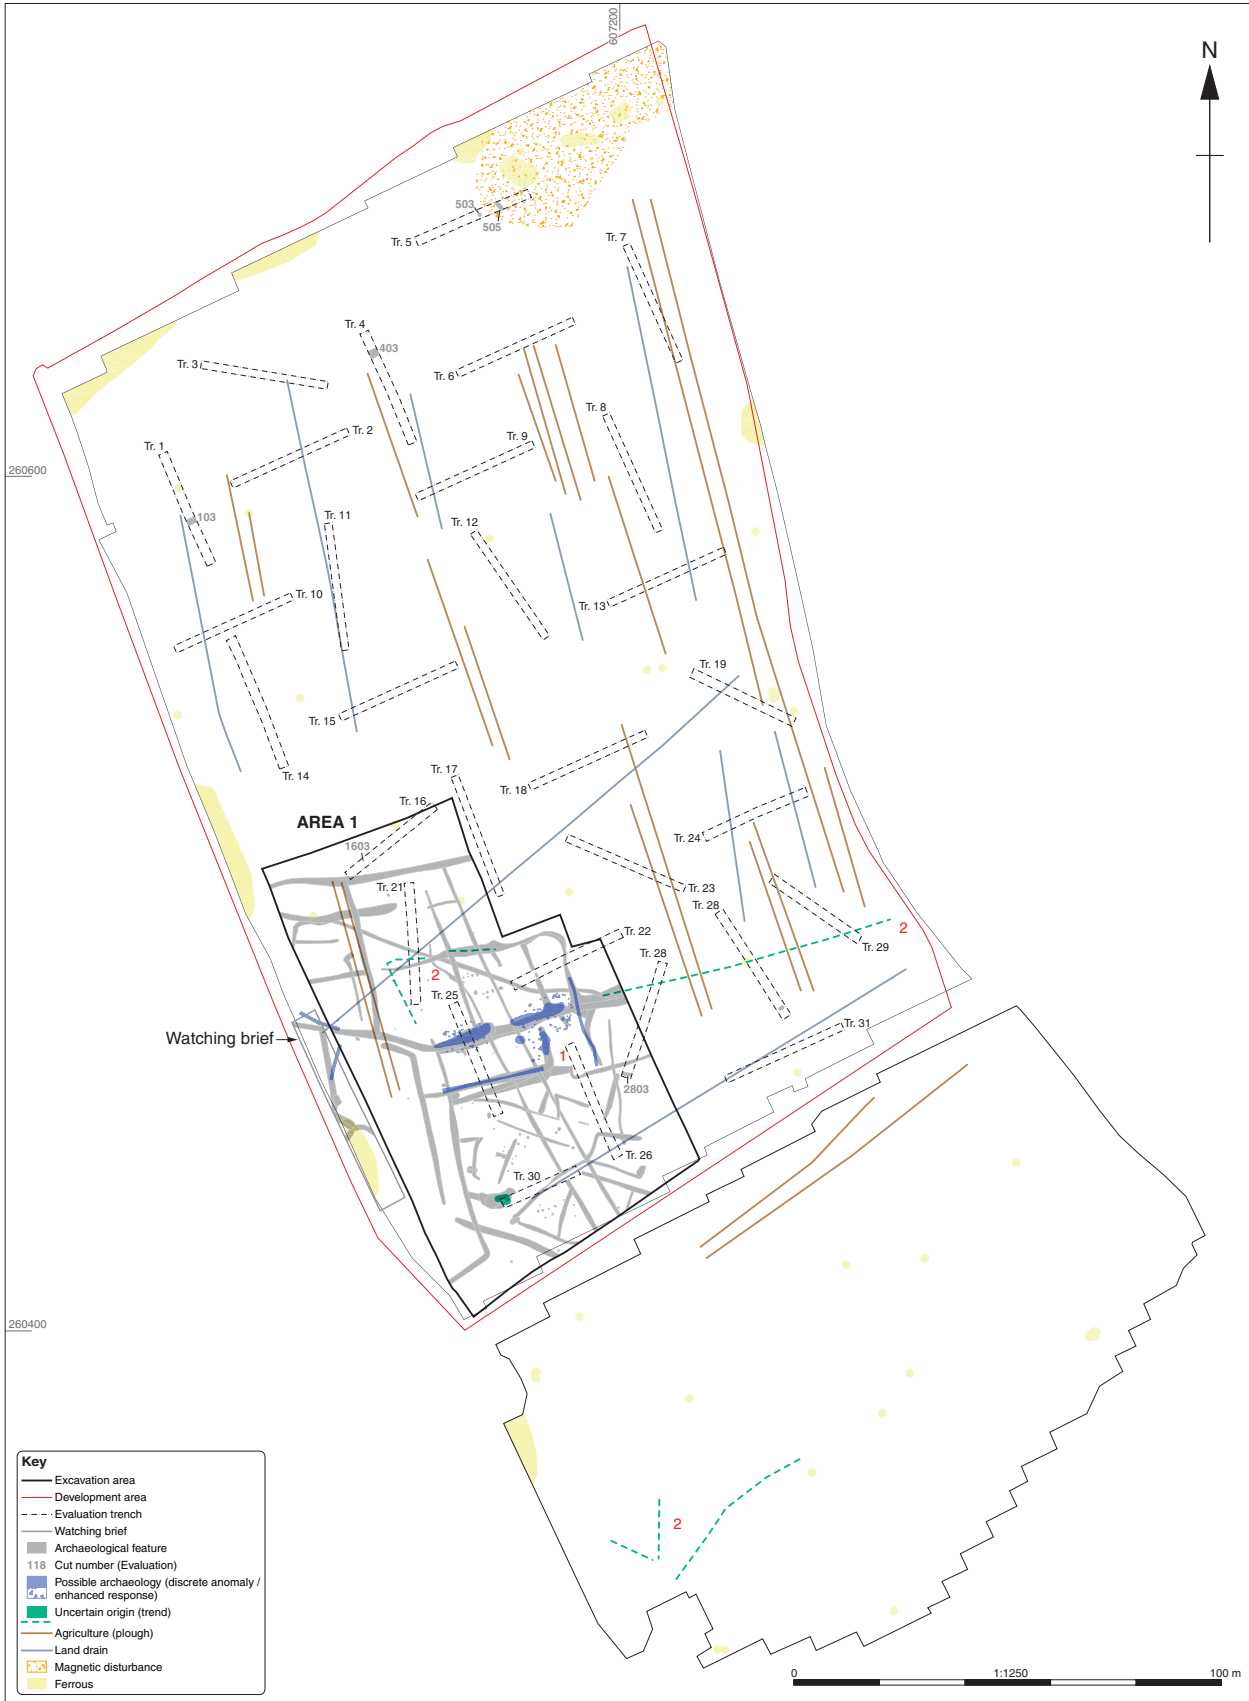 607200
N
503
505
Tr. 5
Tr. 7
Tr. 4
403
Tr. 3
Tr. 6
Tr. 8
Tr. 2
Tr. 9
Tr. 1
260600
103
Tr. 11
Tr. 12
Tr. 10
Tr. 13
Tr. 19
Tr. 15
Tr. 14
Tr. 17
Tr. 18
Tr. 16
AREA 1
Tr. 24
1603
Tr. 21
Tr. 23
Tr. 28
Tr. 22
2
Tr. 29
Tr. 28
2
Tr. 25
Tr. 31
Watching brief
1
2803
Tr. 26
Tr. 30
260400
2
Key
Excavation area
Development area
Evaluation trench
Watching brief
Archaeological feature
118 Cut number (Evaluation)
Possible archaeology (discrete anomaly /
enhanced response)
Uncertain origin (trend)
Agriculture (plough)
Land drain
Magnetic disturbance
Ferrous
0 1:1250 100 m